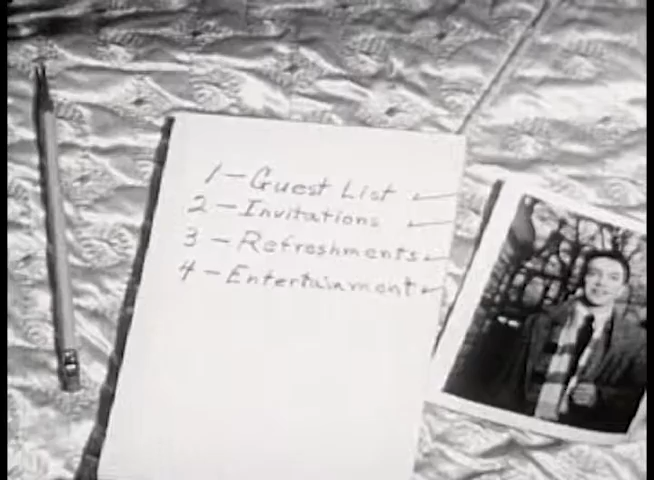 1 - Guest List ✓
2 - Invitations ✓
3 - Refreshments ✓
4 - Entertainment ✓